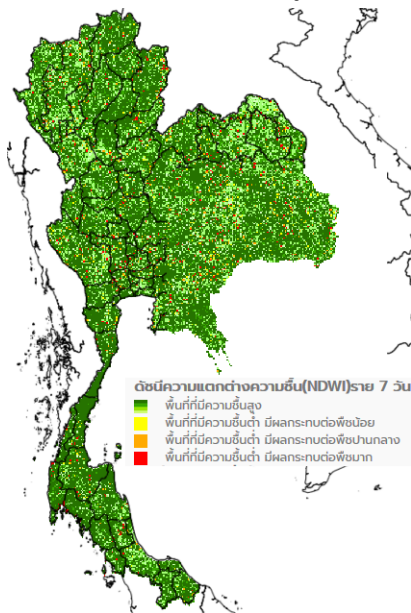 ดัชนีความแตกต่างความชื้น(NDWI)ราย 7 วัน
พื้นที่ที่มีความชื้นสูง
พื้นที่ที่มีความชื้นต่ำ มีผลกระทบต่อพืชน้อย
พื้นที่ที่มีความชื้นต่ำ มีผลกระทบต่อพืชปานกลาง
พื้นที่ที่มีความชื้นต่ำ มีผลกระทบต่อพืชมาก